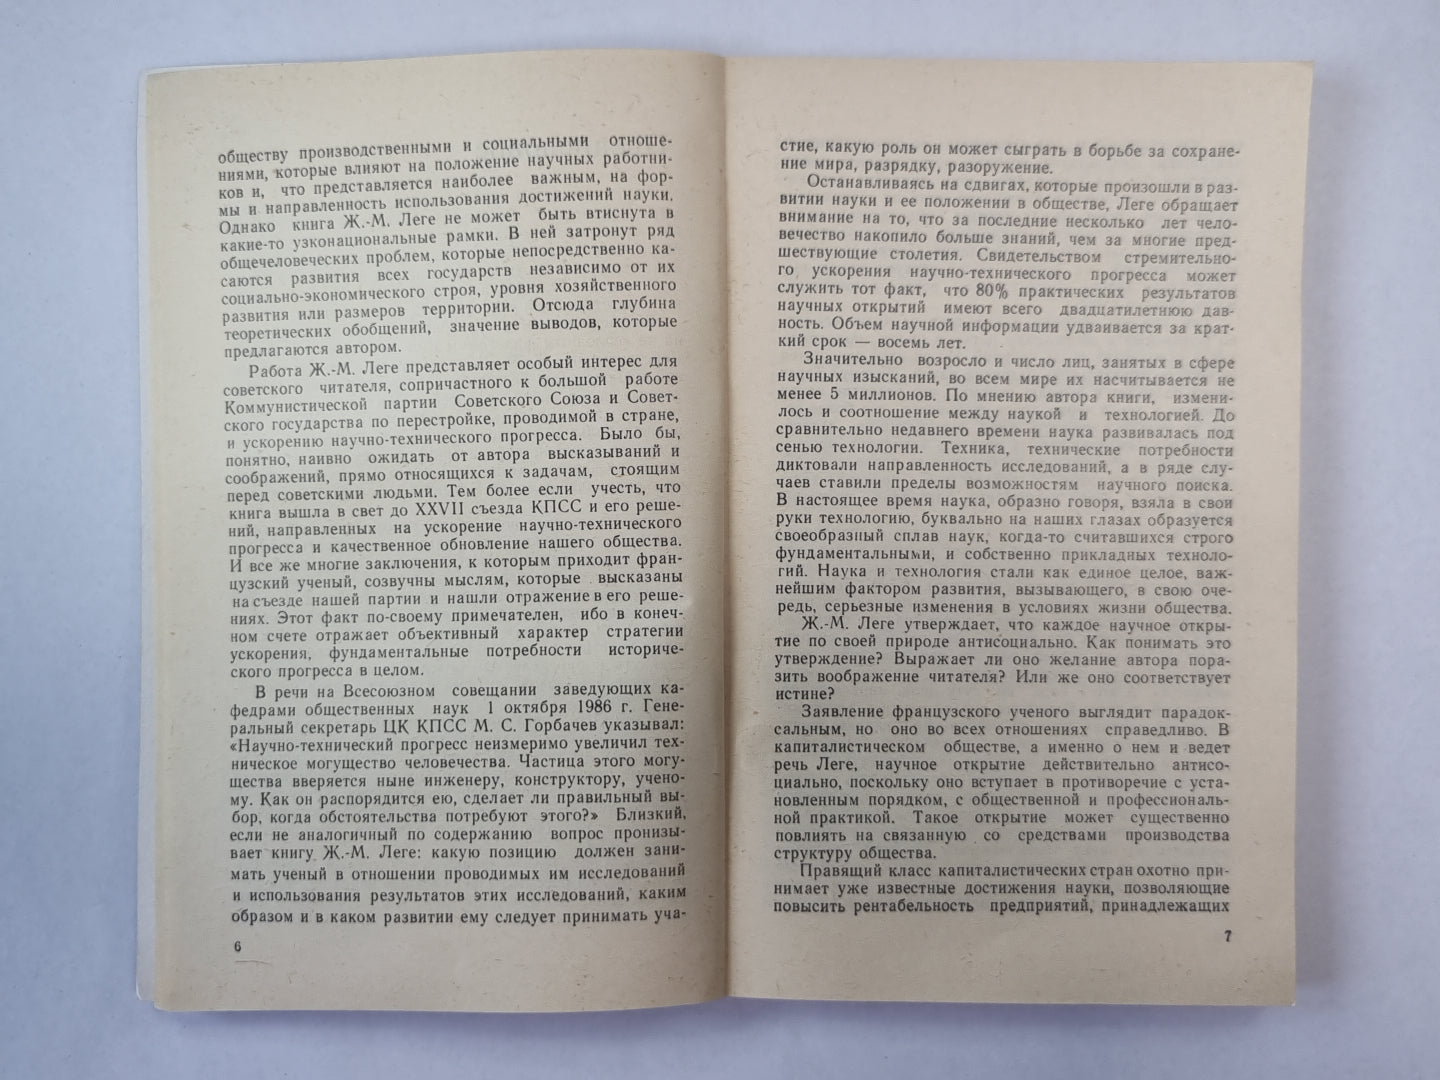 обществу производственными и социальными отноше-
ниями, которые влияют на положение научных работни-
ков и, что представляется наиболее важным, на фор-
мы и направленность использования достижений науки.
Однако книга Ж.-М. Леге не может быть втиснута в
какие-то узконациональные рамки. В ней затронут ряд
общечеловеческих проблем, которые непосредственно ка-
саются развития всех государств независимо от их
социально-экономического строя, уровня хозяйственного
развития или размеров территории. Отсюда глубина
теоретических обобщений, значение выводов, которые
предлагаются автором.
Работа Ж.-М. Леге представляет особый интерес для
советского читателя, сопричастного к большой работе
Коммунистической партии Советского Союза и Совет-
ского государства по перестройке, проводимой в стране,
и ускорению научно-технического прогресса. Было бы,
понятно, наивно ожидать от автора высказываний и
соображений, прямо относящихся к задачам, стоящим
перед советскими людьми. Тем более если учесть, что
книга вышла в свет до XXVII съезда КПСС и его реше-
ний, направленных на ускорение научно-технического
прогресса и качественное обновление нашего общества.
И все же многие заключения, к которым приходит фран-
цузский ученый, созвучны мыслям, которые высказаны
на съезде нашей партии и нашли отражение в его реше-
ниях. Этот факт по-своему примечателен, ибо в конеч-
ном счете отражает объективный характер стратегии
ускорения, фундаментальные потребности историче-
ского прогресса в целом.
В речи на Всесоюзном совещании заведующих ка-
федрами общественных наук 1 октября 1986 г. Гене-
ральный секретарь ЦК КПСС М. С. Горбачев указывал:
«Научно-технический прогресс неизмеримо увеличил тех-
ническое могущество человечества. Частица этого могу-
щества вверяется ныне инженеру, конструктору, учено-
му. Как он распорядится ею, сделает ли правильный вы-
бор, когда обстоятельства потребуют этого?» Близкий,
если не аналогичный по содержанию вопрос пронизы-
вает книгу Ж.-М. Леге: какую позицию должен зани-
мать ученый в отношении проводимых им исследований
и использования результатов этих исследований, каким
образом и в каком развитии ему следует принимать уча-
6
стие, какую роль он может сыграть в борьбе за сохране-
ние мира, разрядку, разоружение.
Останавливаясь на сдвигах, которые произошли в раз-
витии науки и ее положении в обществе, Леге обращает
внимание на то, что за последние несколько лет чело-
вечество накопило больше знаний, чем за многие пред-
шествующие столетия. Свидетельством стремительно-
го ускорения научно-технического прогресса может
служить тот факт, что 80% практических результатов
научных открытий имеют всего двадцатилетнюю дав-
ность. Объем научной информации удваивается за крат-
кий срок — восемь лет.
Значительно возросло и число лиц, занятых в сфере
научных изысканий, во всем мире их насчитывается не
менее 5 миллионов. По мнению автора книги, измени-
лось и соотношение между наукой и технологией. До
сравнительно недавнего времени наука развивалась под
сенью технологии. Техника, технические потребности
диктовали направленность исследований, а в ряде слу-
чаев ставили пределы возможностям научного поиска.
В настоящее время наука, образно говоря, взяла в свои
руки технологию, буквально на наших глазах образуется
своеобразный сплав наук, когда-то считавшихся строго
фундаментальными, и собственно прикладных техноло-
гий. Наука и технология стали как единое целое, важ-
нейшим фактором развития, вызывающего, в свою оче-
редь, серьезные изменения в условиях жизни общества.
Ж.-М. Леге утверждает, что каждое научное откры-
тие по своей природе антисоциально. Как понимать это
утверждение? Выражает ли оно желание автора пора-
зить воображение читателя? Или же оно соответствует
истине?
Заявление французского ученого выглядит парадок-
сальным, но оно во всех отношениях справедливо. В
капиталистическом обществе, а именно о нем и ведет
речь Леге, научное открытие действительно антисо-
циально, поскольку оно вступает в противоречие с уста-
новленным порядком, с общественной и профессиональ-
ной практикой. Такое открытие может существенно
повлиять на связанную со средствами производства
структуру общества.
Правящий класс капиталистических стран охотно при-
нимает уже известные достижения науки, позволяющие
повысить рентабельность предприятий, принадлежащих
7